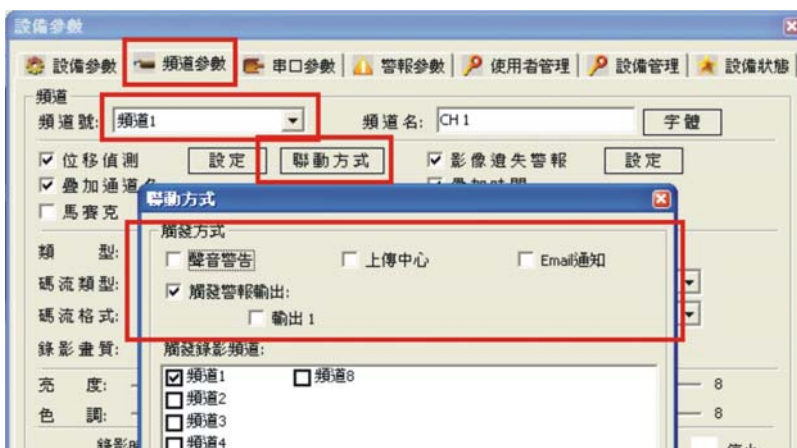 設備參數
設備參數 頻道參數 串口參數 警報參數 使用者管理 設備管理 設備狀態
頻道
頻道號: 頻道1 頻道名: CH 1 字體
位移偵測 設定 聯動方式 影像遺失警報 設定
疊加通道
馬賽克
聯動方式
觸發方式
聲音警告 上傳中心 Email通知
觸發警報輸出:
輸出 1
類 型:
碼流類型:
碼流格式:
錄影畫質:
觸發錄影頻道:
頻道1 頻道8
頻道2
頻道3
頻道4
亮 度: 8
色 調: 8